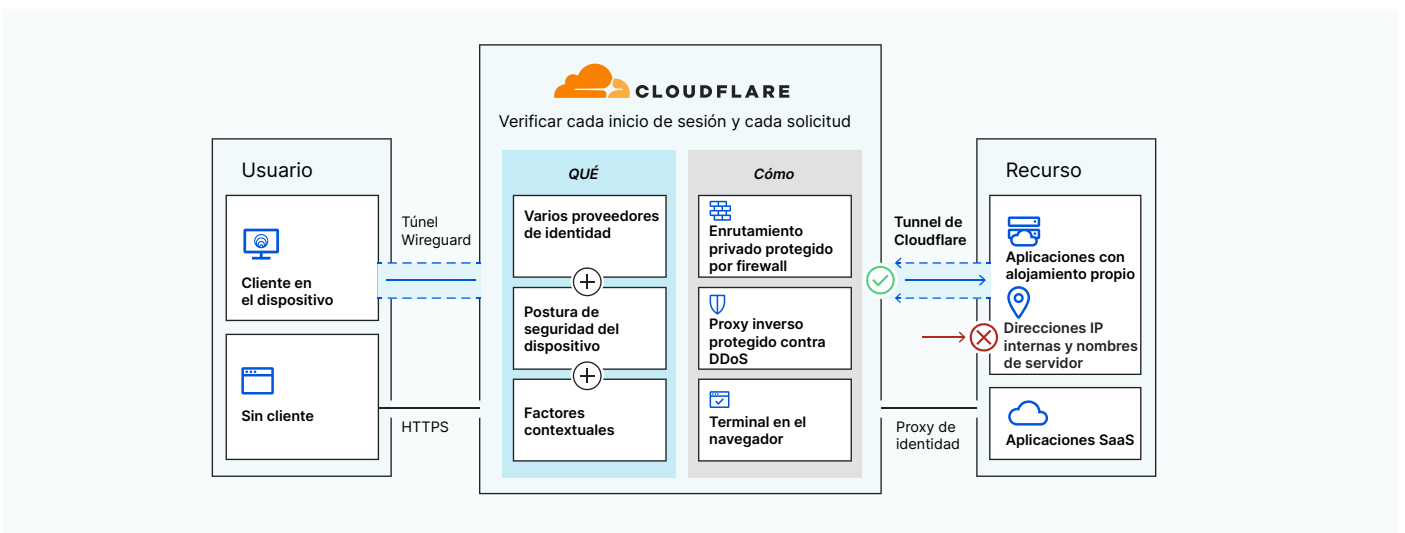 CLOUDFLARE
Verificar cada inicio de sesión y cada solicitud
Usuario
Cliente en
el dispositivo
Sin cliente
Túnel
Wireguard
HTTPS
QUÉ
Varios proveedores
de identidad
Postura de
seguridad del
dispositivo
Factores
contextuales
Cómo
Enrutamiento
privado protegido
por firewall
Proxy inverso
protegido contra
DDoS
Terminal en el
navegador
Tunnel de
Cloudflare
Proxy de
identidad
Recurso
Aplicaciones con
alojamiento propio
Direcciones IP
internas y nombres
de servidor
Aplicaciones SaaS